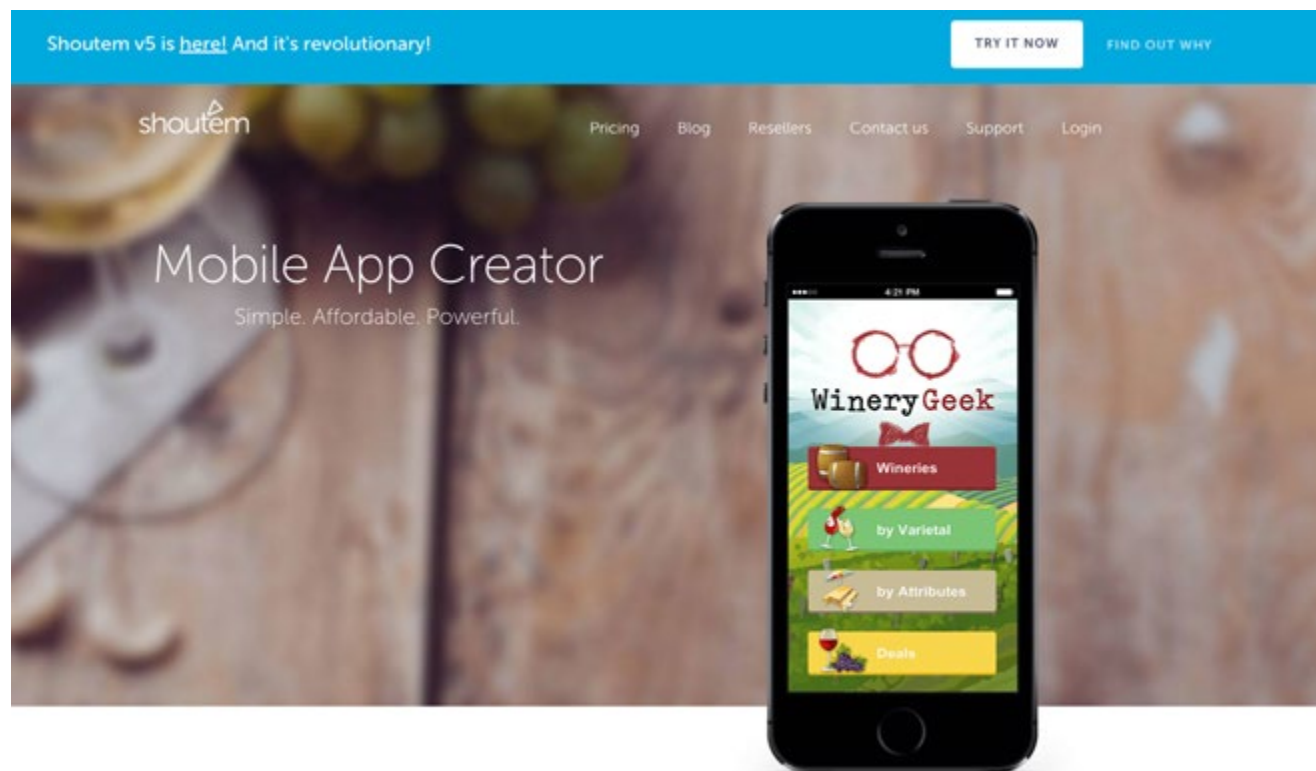 Shoutem v5 is here! And it's revolutionary!
TRY IT NOW
FIND OUT WHY
shoutem
Pricing
Blog
Resellers
Contact us
Support
Login
Mobile App Creator
Simple. Affordable. Powerful.
4:21 PM
WineryGeek
Wineries
by Varietal
by Attributes
Deals